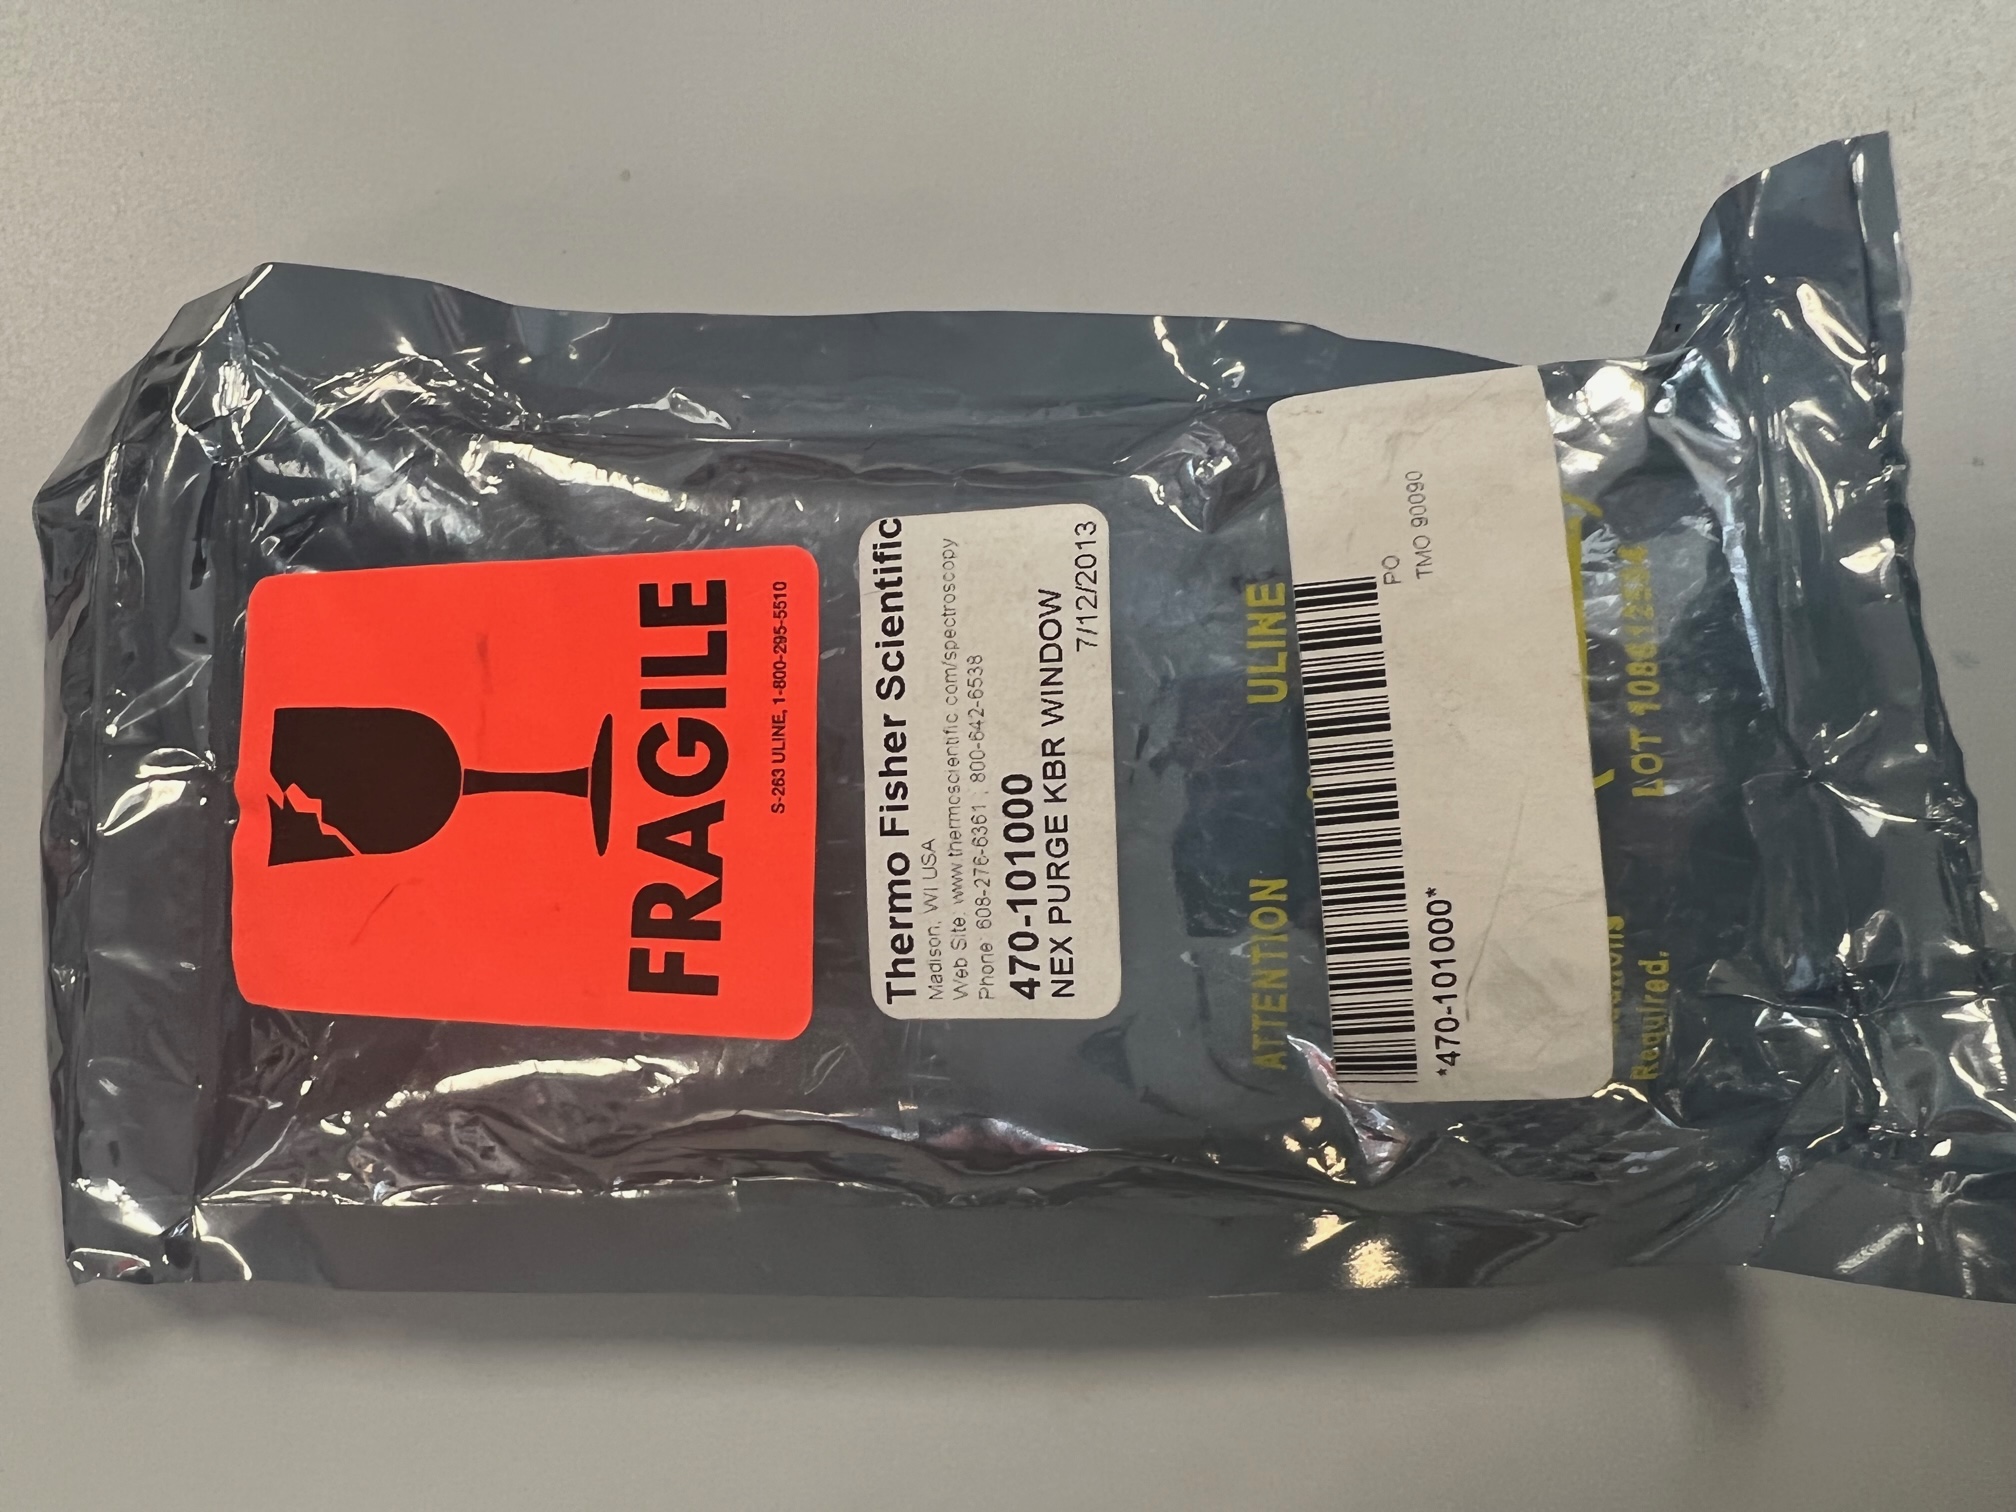 FRAGILE
S-263 ULINE, 1-800-295-5510
Thermo Fisher Scientific
Madison, WI USA
Web Site: www.thermoscientific.com/spectroscopy
Phone: 608-276-6361 ; 800-642-6538
470-101000
NEX PURGE KBR WINDOW
7/12/2013
ATTENTION ULINE
PO
TMO 90090
*470-101000*
Required.
LOT